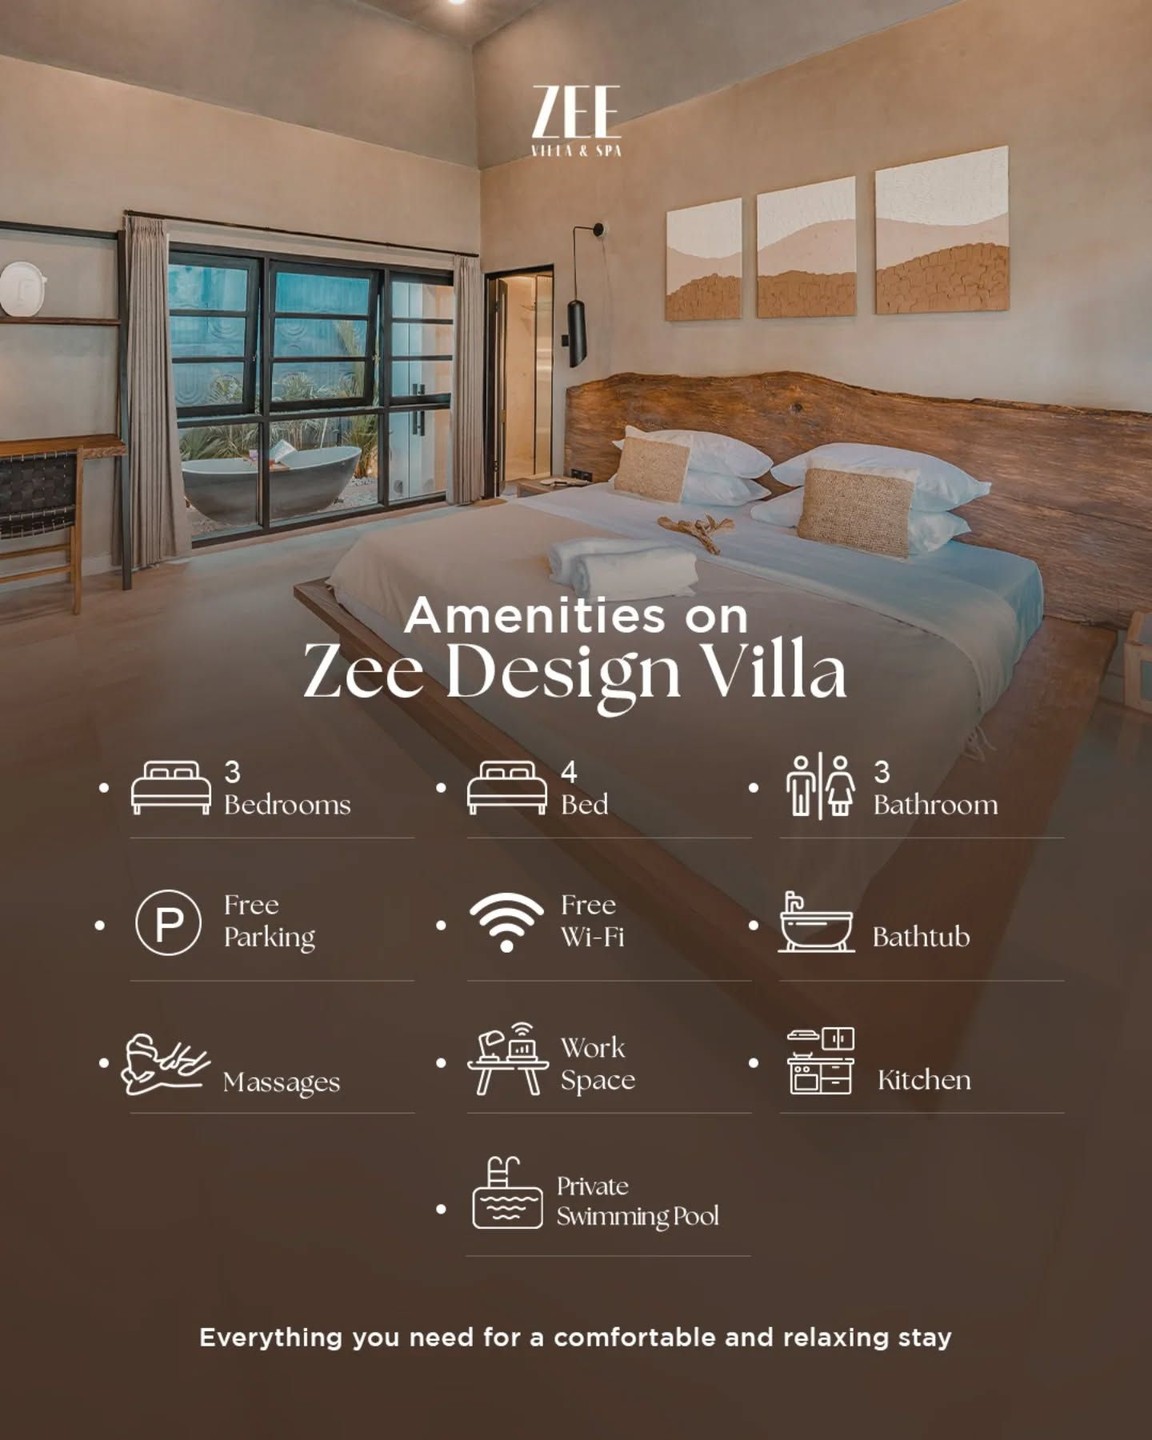 ZEE
VILLA & SPA
Amenities on
Zee Design Villa
3
Bedrooms
4
Bed
3
Bathroom
P
Free
Parking
Free
Wi-Fi
Bathtub
Massages
Work
Space
Kitchen
Private
Swimming Pool
Everything you need for a comfortable and relaxing stay